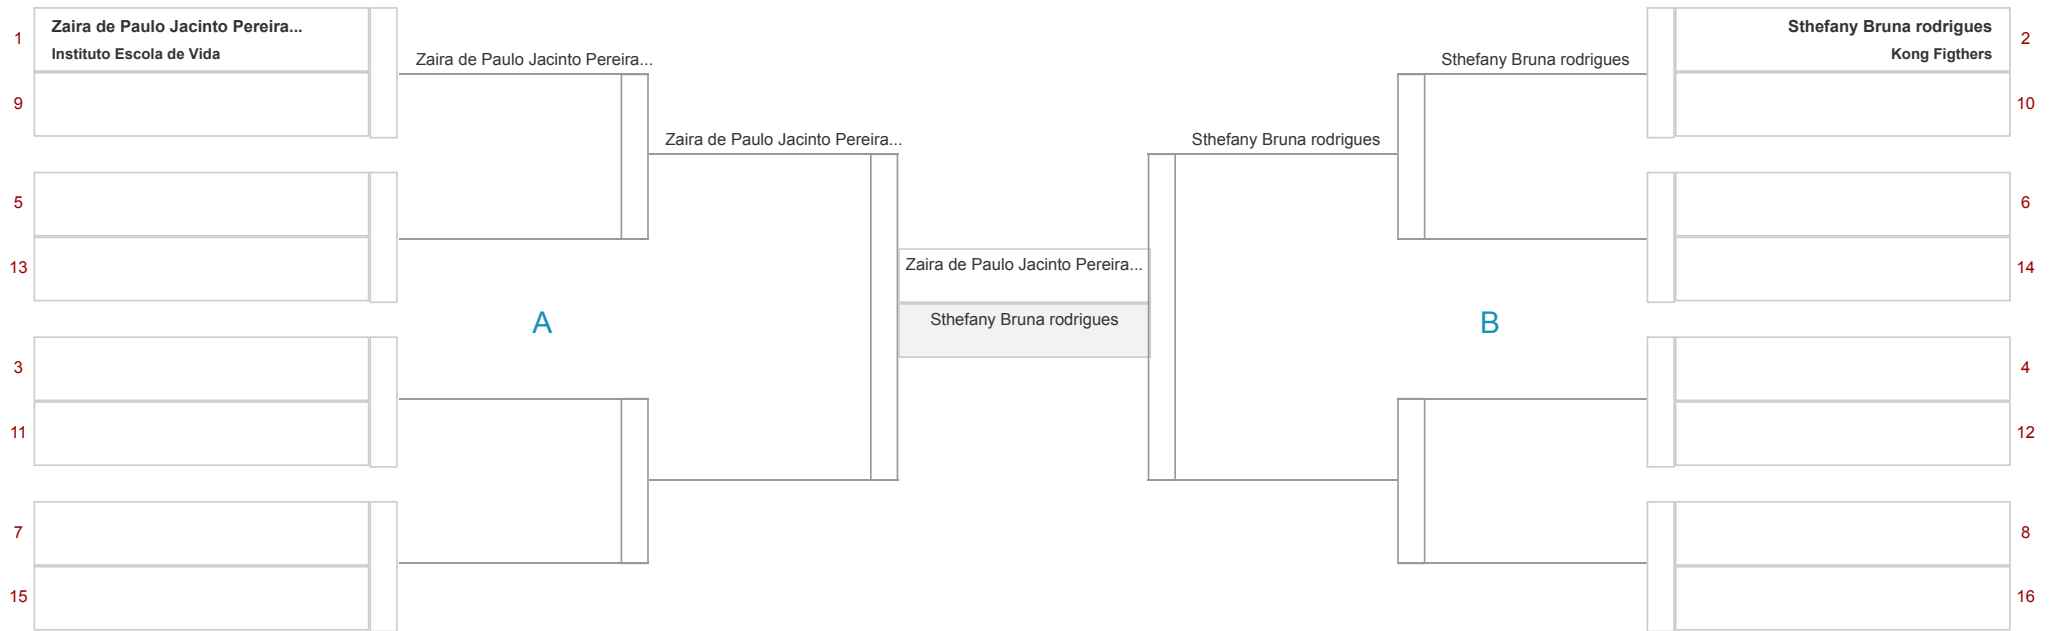 1
Zaira de Paulo Jacinto Pereira...
Instituto Escola de Vida
9
5
13
3
11
7
15
Zaira de Paulo Jacinto Pereira...
Zaira de Paulo Jacinto Pereira...
A
Zaira de Paulo Jacinto Pereira...
Sthefany Bruna rodrigues
Sthefany Bruna rodrigues
Sthefany Bruna rodrigues
B
Sthefany Bruna rodrigues
Kong Figthers
2
10
6
14
4
12
8
16